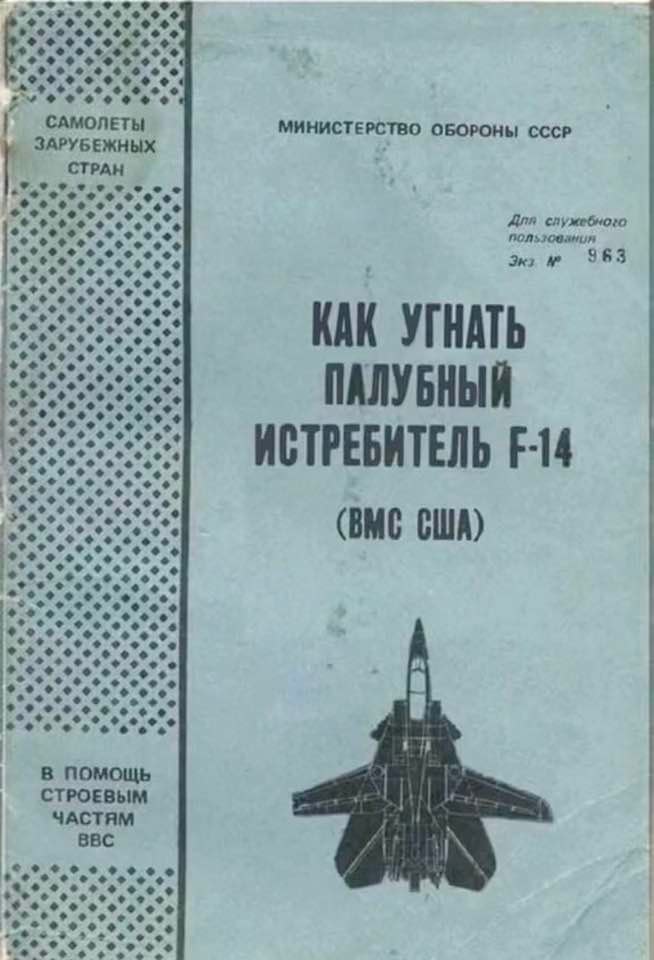 САМОЛЕТЫ
ЗАРУБЕЖНЫХ
СТРАН
МИНИСТЕРСТВО ОБОРОНЫ СССР
Для служебного
пользования
Экз. № 963
КАК УГНАТЬ
ПАЛУБНЫЙ
ИСТРЕБИТЕЛЬ F-14
(ВМС США)
В ПОМОЩЬ
СТРОЕВЫМ
ЧАСТЯМ
ВВС